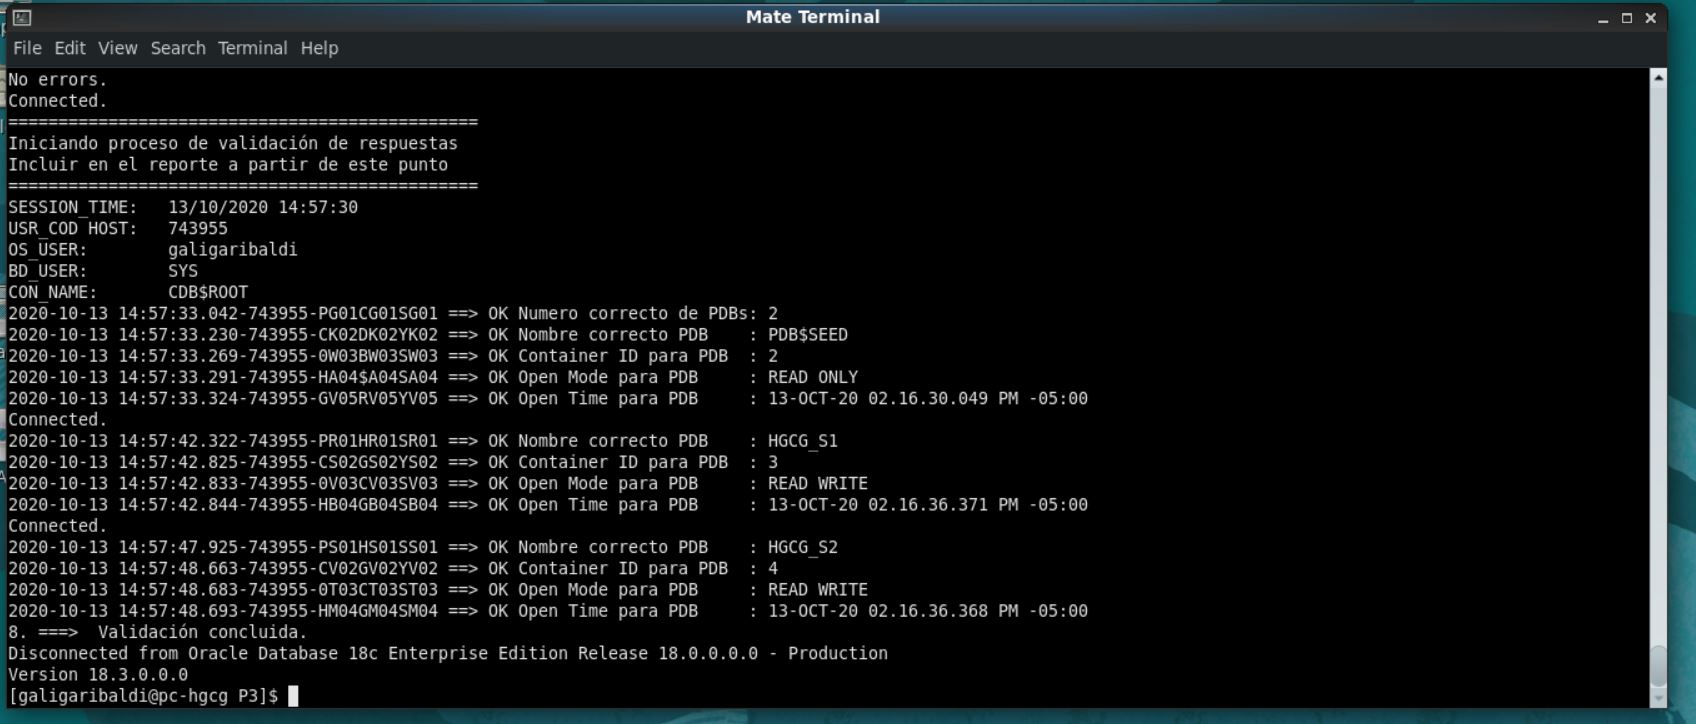 Mate Terminal
File Edit View Search Terminal Help
No errors.
Connected.
===============================================
Iniciando proceso de validación de respuestas
Incluir en el reporte a partir de este punto
===============================================
SESSION_TIME:   13/10/2020 14:57:30
USR_COD HOST:   743955
OS_USER:        galigaribaldi
BD_USER:        SYS
CON_NAME:       CDB$ROOT
2020-10-13 14:57:33.042-743955-PG01CG01SG01 ==> OK Numero correcto de PDBs: 2
2020-10-13 14:57:33.230-743955-CK02DK02YK02 ==> OK Nombre correcto PDB    : PDB$SEED
2020-10-13 14:57:33.269-743955-0W03BW03SW03 ==> OK Container ID para PDB  : 2
2020-10-13 14:57:33.291-743955-HA04$A04SA04 ==> OK Open Mode para PDB     : READ ONLY
2020-10-13 14:57:33.324-743955-GV05RV05YV05 ==> OK Open Time para PDB     : 13-OCT-20 02.16.30.049 PM -05:00
Connected.
2020-10-13 14:57:42.322-743955-PR01HR01SR01 ==> OK Nombre correcto PDB    : HGCG_S1
2020-10-13 14:57:42.825-743955-CS02GS02YS02 ==> OK Container ID para PDB  : 3
2020-10-13 14:57:42.833-743955-0V03CV03SV03 ==> OK Open Mode para PDB     : READ WRITE
2020-10-13 14:57:42.844-743955-HB04GB04SB04 ==> OK Open Time para PDB     : 13-OCT-20 02.16.36.371 PM -05:00
Connected.
2020-10-13 14:57:47.925-743955-PS01HS01SS01 ==> OK Nombre correcto PDB    : HGCG_S2
2020-10-13 14:57:48.663-743955-CV02GV02YV02 ==> OK Container ID para PDB  : 4
2020-10-13 14:57:48.683-743955-0T03CT03ST03 ==> OK Open Mode para PDB     : READ WRITE
2020-10-13 14:57:48.693-743955-HM04GM04SM04 ==> OK Open Time para PDB     : 13-OCT-20 02.16.36.368 PM -05:00
8. ===>  Validación concluida.
Disconnected from Oracle Database 18c Enterprise Edition Release 18.0.0.0.0 - Production
Version 18.3.0.0.0
[galigaribaldi@pc-hgcg P3]$